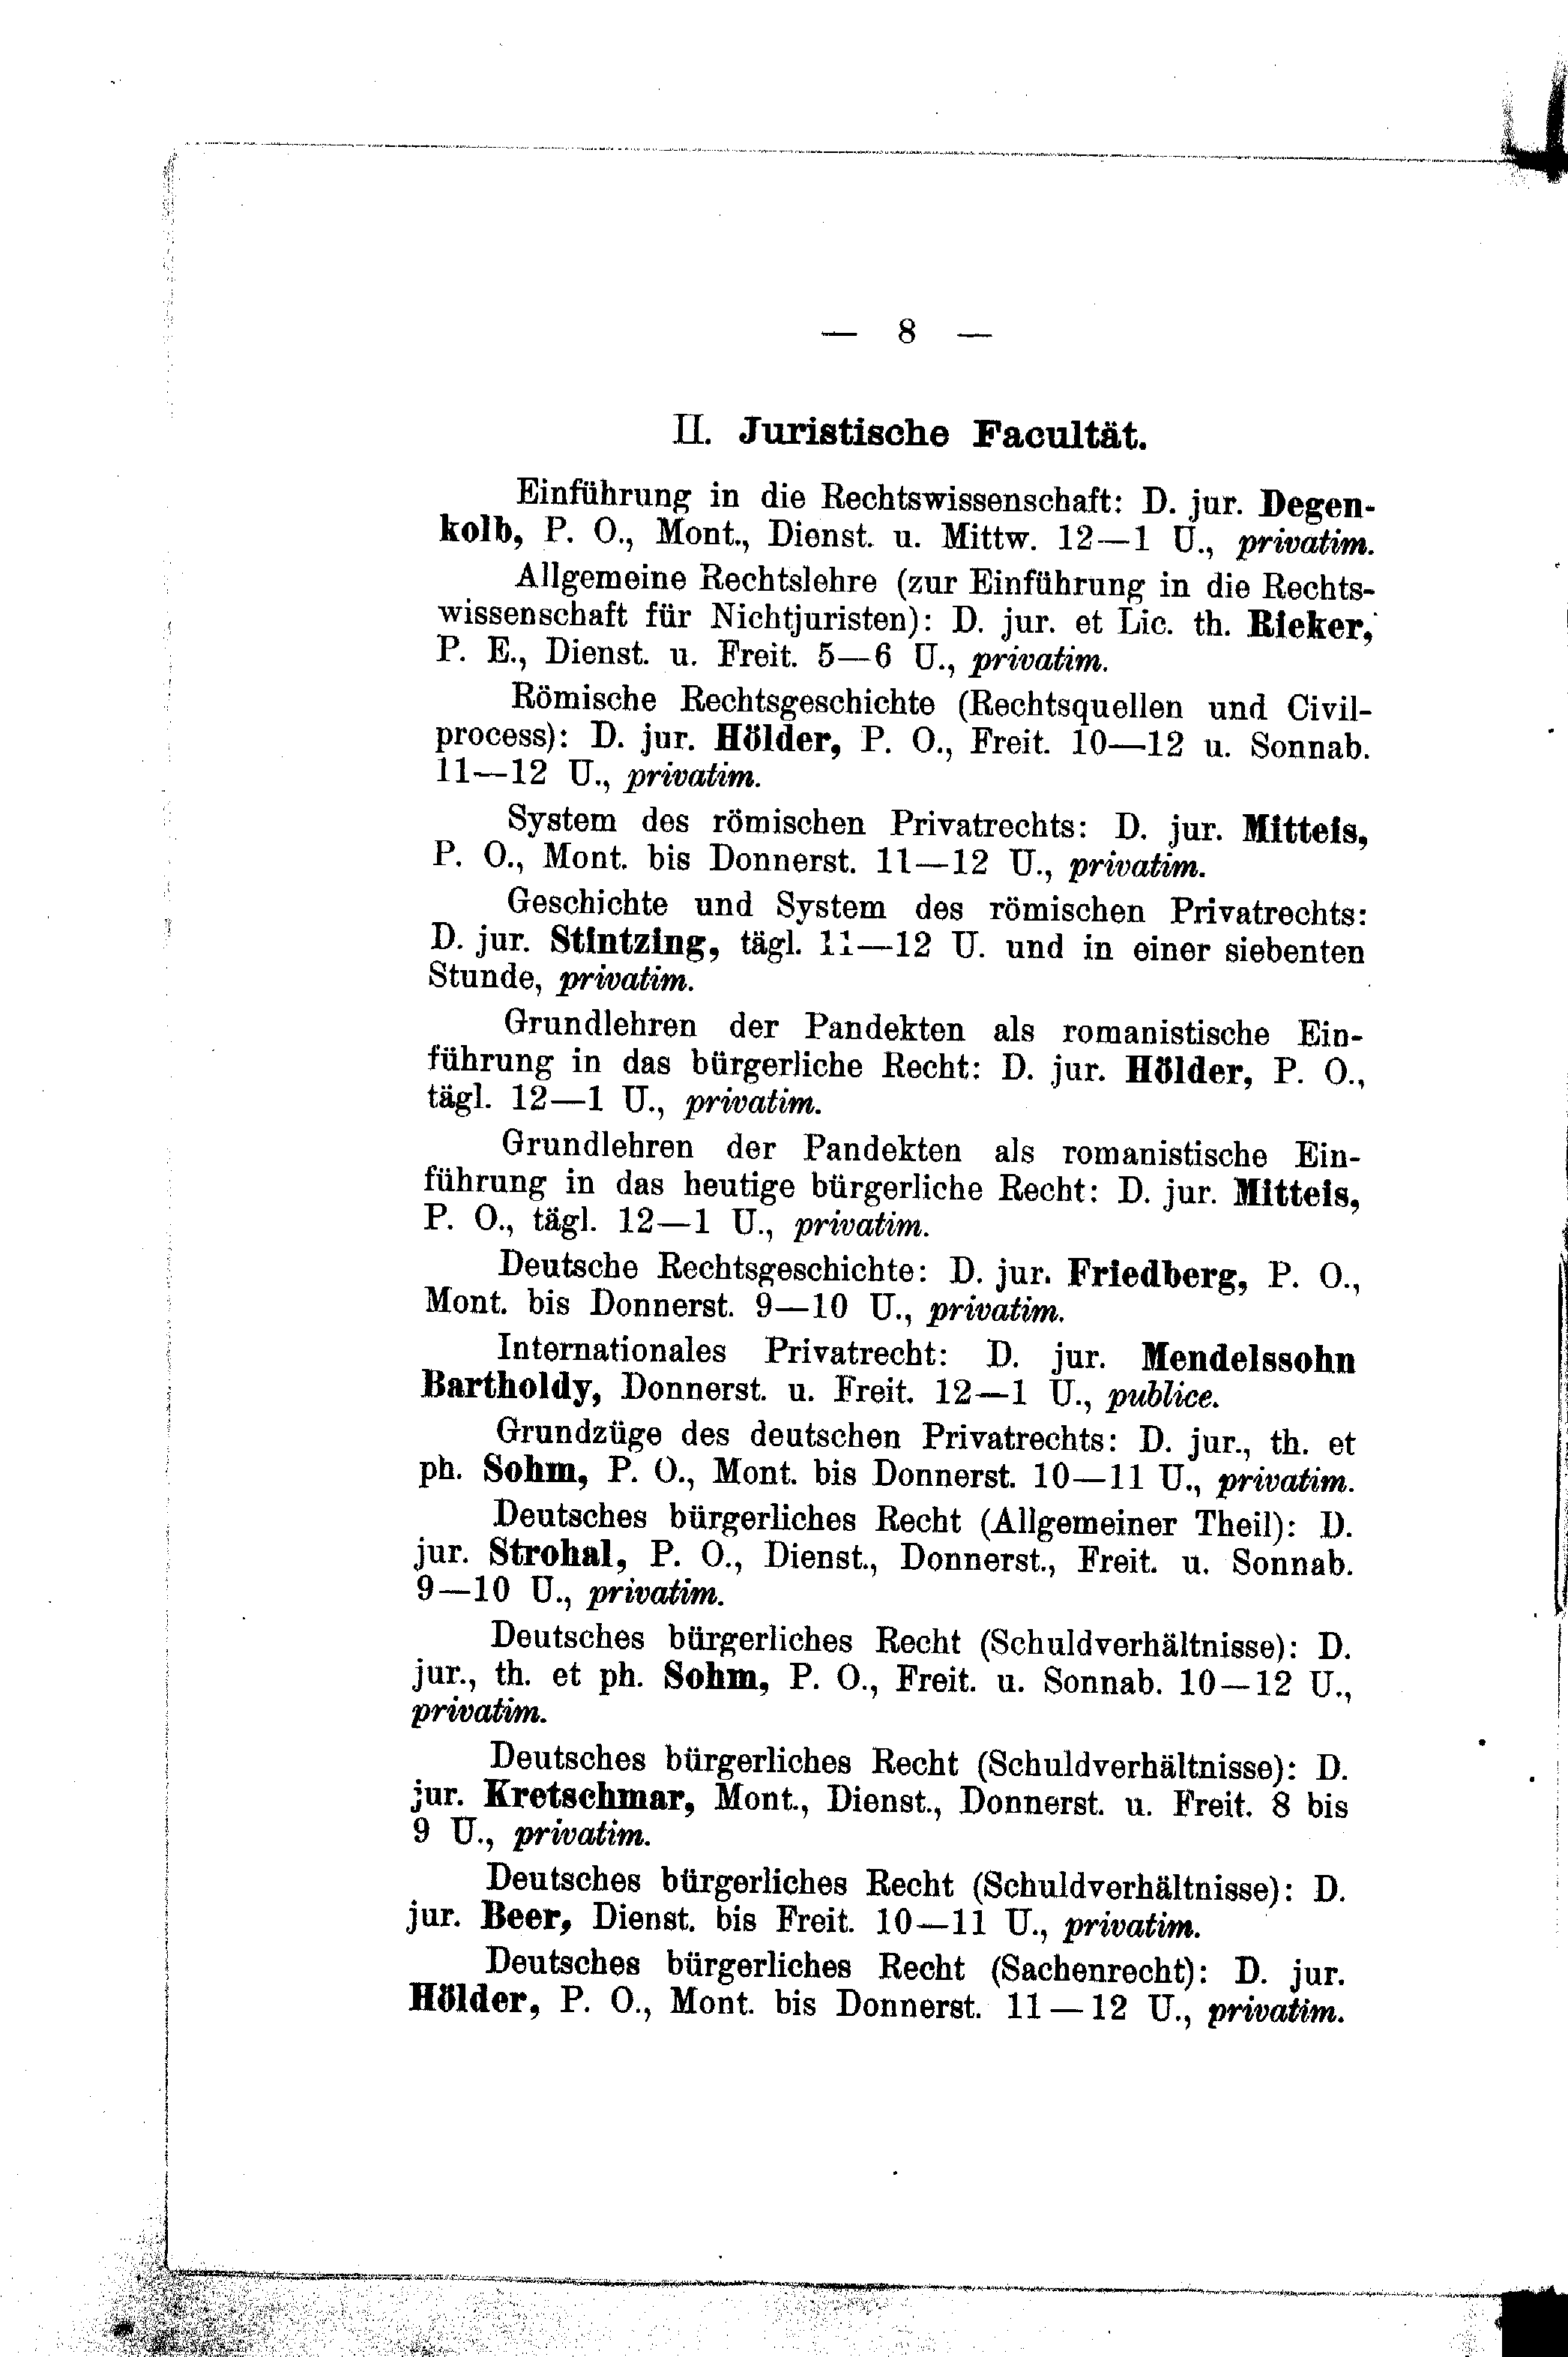 — 8 —
II. Juristische Facultät.
Einführung in die Rechtswissenschaft: D. jur. Degen-
kolb, P. O., Mont., Dienst. u. Mittw. 12—1 U., privatim.
Allgemeine Rechtslehre (zur Einführung in die Rechts-
wissenschaft für Nichtjuristen): D. jur. et Lic. th. Rieker,
P. E., Dienst. u. Freit. 5—6 U., privatim.
Römische Rechtsgeschichte (Rechtsquellen und Civil-
process): D. jur. Hölder, P. O., Freit. 10—12 u. Sonnab.
11—12 U., privatim.
System des römischen Privatrechts: D. jur. Mitteis,
P. O., Mont. bis Donnerst. 11—12 U., privatim.
Geschichte und System des römischen Privatrechts:
D. jur. Stintzing, tägl. 11—12 U. und in einer siebenten
Stunde, privatim.
Grundlehren der Pandekten als romanistische Ein-
führung in das bürgerliche Recht: D. jur. Hölder, P. O.,
tägl. 12—1 U., privatim.
Grundlehren der Pandekten als romanistische Ein-
führung in das heutige bürgerliche Recht: D. jur. Mitteis,
P. O., tägl. 12—1 U., privatim.
Deutsche Rechtsgeschichte: D. jur. Friedberg, P. O.,
Mont. bis Donnerst. 9—10 U., privatim.
Internationales Privatrecht: D. jur. Mendelssohn
Bartholdy, Donnerst. u. Freit. 12—1 U., publice.
Grundzüge des deutschen Privatrechts: D. jur., th. et
ph. Sohm, P. O., Mont. bis Donnerst. 10—11 U., privatim.
Deutsches bürgerliches Recht (Allgemeiner Theil): D.
jur. Strohal, P. O., Dienst., Donnerst., Freit. u. Sonnab.
9—10 U., privatim.
Deutsches bürgerliches Recht (Schuldverhältnisse): D.
jur., th. et ph. Sohm, P. O., Freit. u. Sonnab. 10—12 U.,
privatim.
Deutsches bürgerliches Recht (Schuldverhältnisse): D.
jur. Kretschmar, Mont., Dienst., Donnerst. u. Freit. 8 bis
9 U., privatim.
Deutsches bürgerliches Recht (Schuldverhältnisse): D.
jur. Beer, Dienst. bis Freit. 10—11 U., privatim.
Deutsches bürgerliches Recht (Sachenrecht): D. jur.
Hölder, P. O., Mont. bis Donnerst. 11—12 U., privatim.